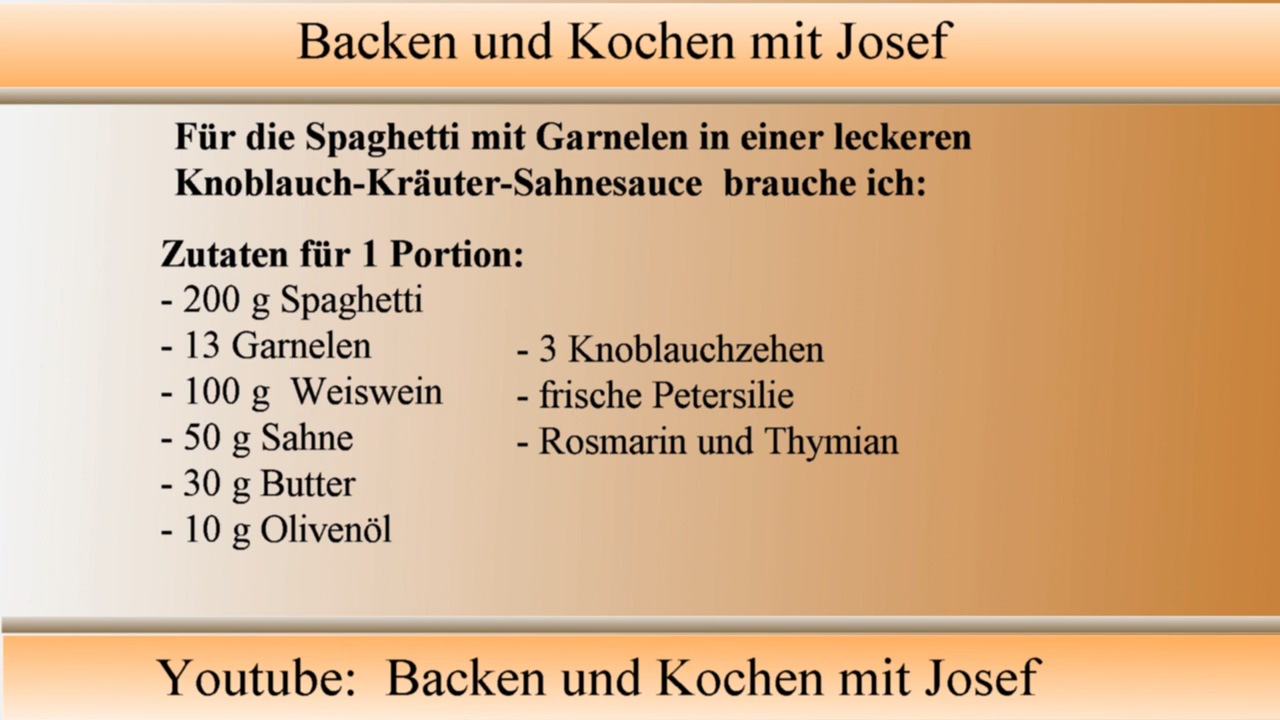 Backen und Kochen mit Josef
Für die Spaghetti mit Garnelen in einer leckeren
Knoblauch-Kräuter-Sahnesauce  brauche ich:
Zutaten für 1 Portion:
- 200 g Spaghetti
- 13 Garnelen
- 100 g  Weiswein
- 50 g Sahne
- 30 g Butter
- 10 g Olivenöl
- 3 Knoblauchzehen
- frische Petersilie
- Rosmarin und Thymian
Youtube:  Backen und Kochen mit Josef